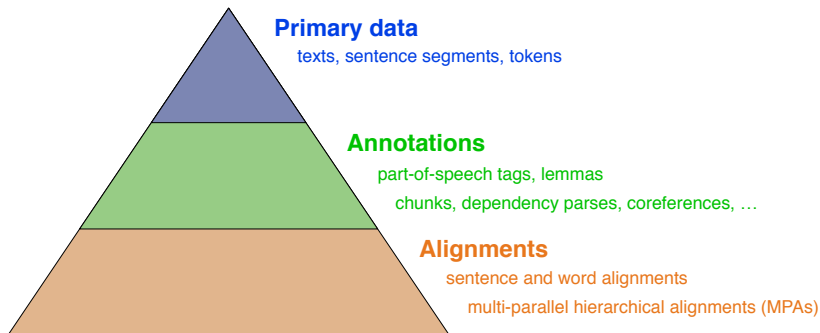 Primary data
texts, sentence segments, tokens
Annotations
part-of-speech tags, lemmas
chunks, dependency parses, coreferences, …
Alignments
sentence and word alignments
multi-parallel hierarchical alignments (MPAs)